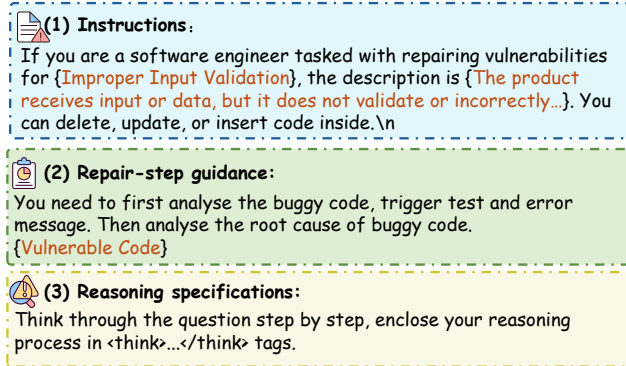 (1) Instructions:
If you are a software engineer tasked with repairing vulnerabilities
for {Improper Input Validation}, the description is {The product
receives input or data, but it does not validate or incorrectly…}. You
can delete, update, or insert code inside.\n
(2) Repair-step guidance:
You need to first analyse the buggy code, trigger test and error
message. Then analyse the root cause of buggy code.
{Vulnerable Code}
(3) Reasoning specifications:
Think through the question step by step, enclose your reasoning
process in <think>...</think> tags.